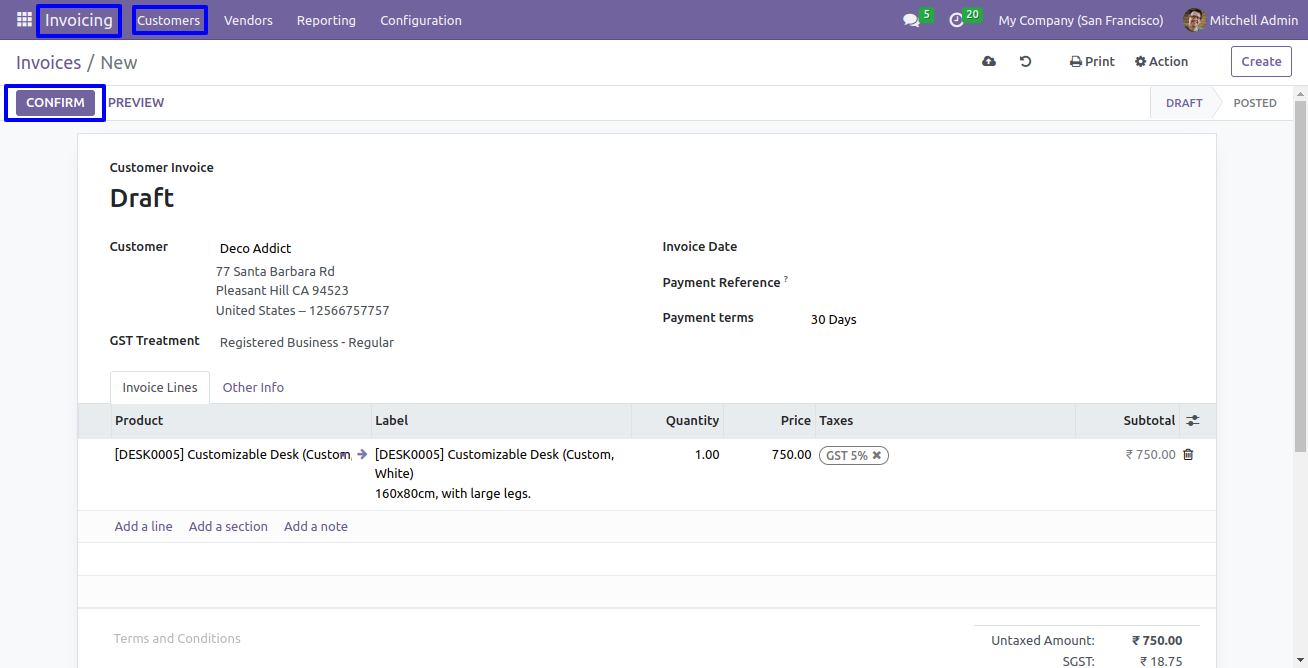 Invoicing Customers Vendors Reporting Configuration 5 20 My Company (San Francisco) Mitchell Admin
Invoices / New Print Action Create
CONFIRM PREVIEW DRAFT POSTED
Customer Invoice
Draft
Customer Deco Addict Invoice Date
77 Santa Barbara Rd
Pleasant Hill CA 94523 Payment Reference ?
United States – 12566757757 Payment terms 30 Days
GST Treatment Registered Business - Regular
Invoice Lines Other Info
Product Label Quantity Price Taxes Subtotal
[DESK0005] Customizable Desk (Custom, [DESK0005] Customizable Desk (Custom, 1.00 750.00 GST 5% ₹ 750.00
White)
160x80cm, with large legs.
Add a line Add a section Add a note
Terms and Conditions Untaxed Amount: ₹ 750.00
SGST: ₹ 18.75